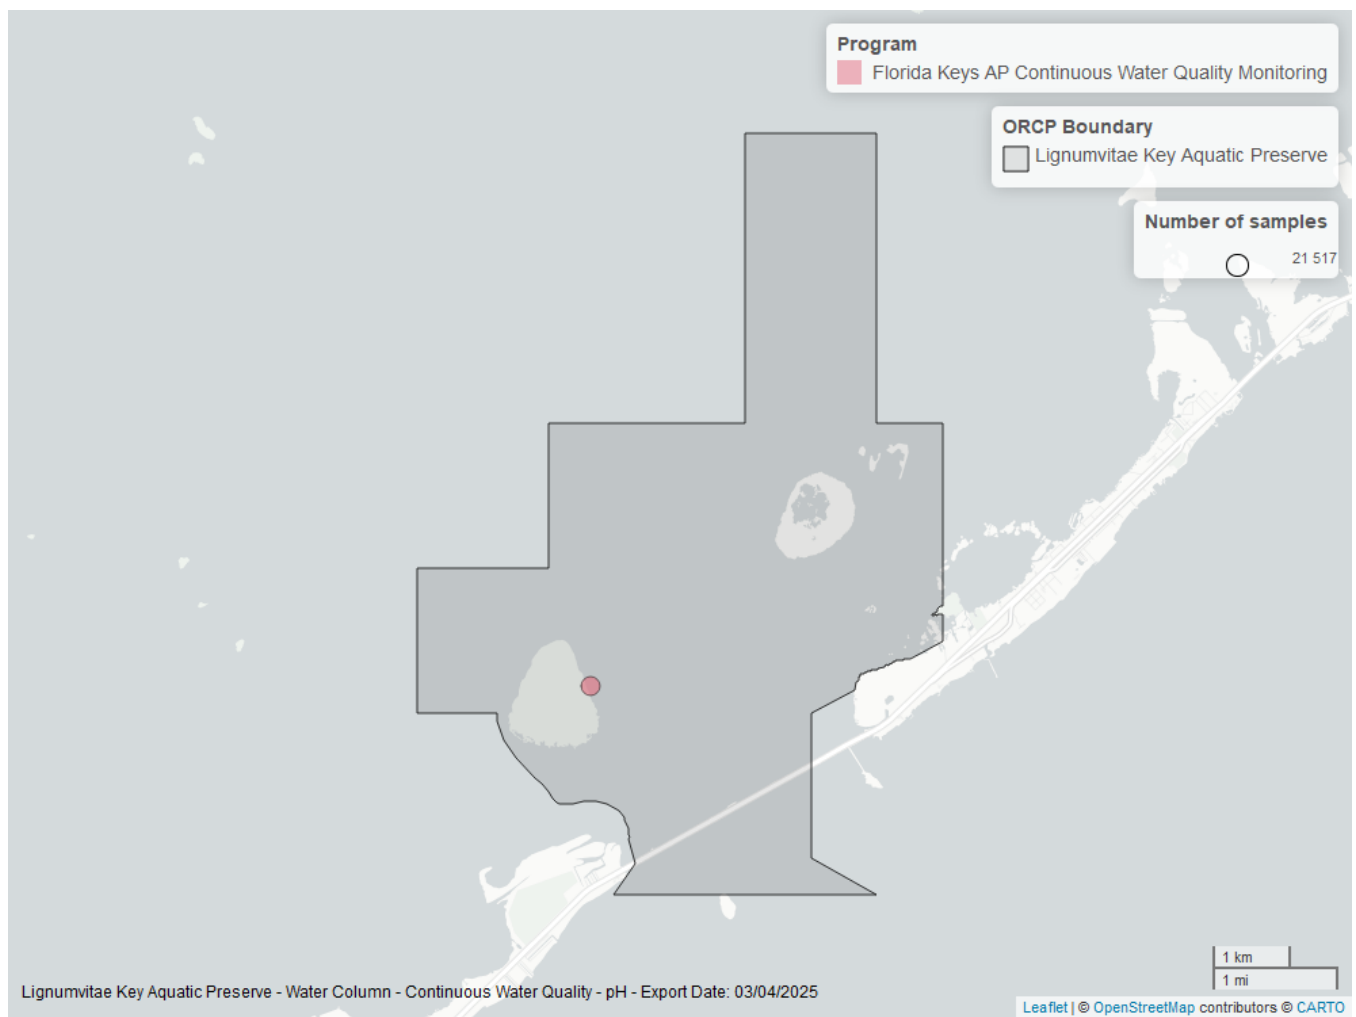 Program
Florida Keys AP Continuous Water Quality Monitoring
ORCP Boundary
Lignumvitae Key Aquatic Preserve
Number of samples
21 517
1 km
1 mi
Lignumvitae Key Aquatic Preserve - Water Column - Continuous Water Quality - pH - Export Date: 03/04/2025
Leaflet | © OpenStreetMap contributors © CARTO